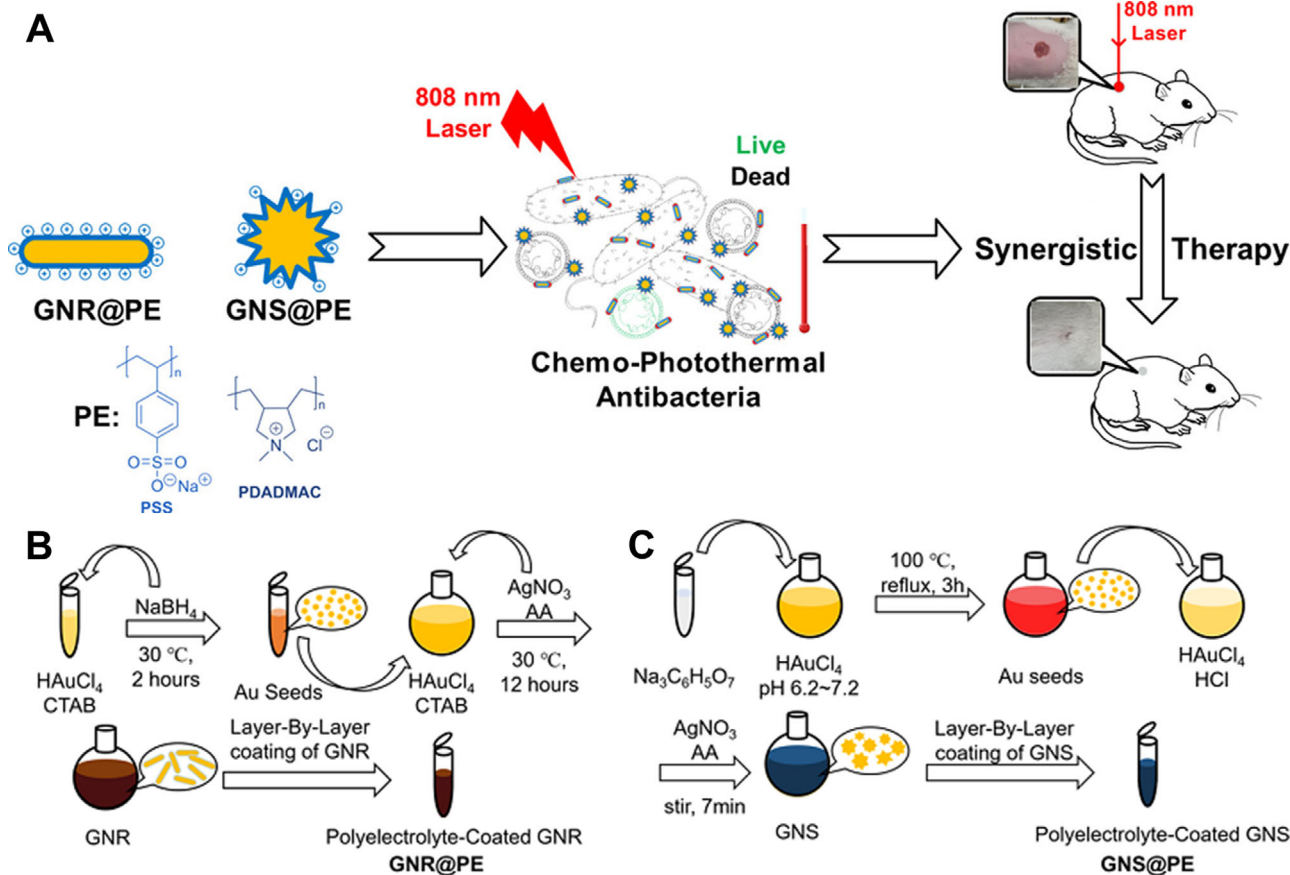 A
808 nm
Laser
808 nm
Laser
Live
Dead
GNR@PE
GNS@PE
Chemo-Photothermal
Antibacteria
Synergistic Therapy
PE:
n
O
S
O
O⊖Na⊕
PSS
n
N
⊕
Cl⊖
PDADMAC
B
NaBH₄
30 ℃,
2 hours
HAuCl₄
CTAB
Au Seeds
HAuCl₄
CTAB
AgNO₃
AA
30 ℃,
12 hours
GNR
Layer-By-Layer
coating of GNR
Polyelectrolyte-Coated GNR
GNR@PE
C
Na₃C₆H₅O₇
HAuCl₄
pH 6.2~7.2
100 ℃,
reflux, 3h
Au seeds
HAuCl₄
HCl
AgNO₃
AA
stir, 7min
GNS
Layer-By-Layer
coating of GNS
Polyelectrolyte-Coated GNS
GNS@PE